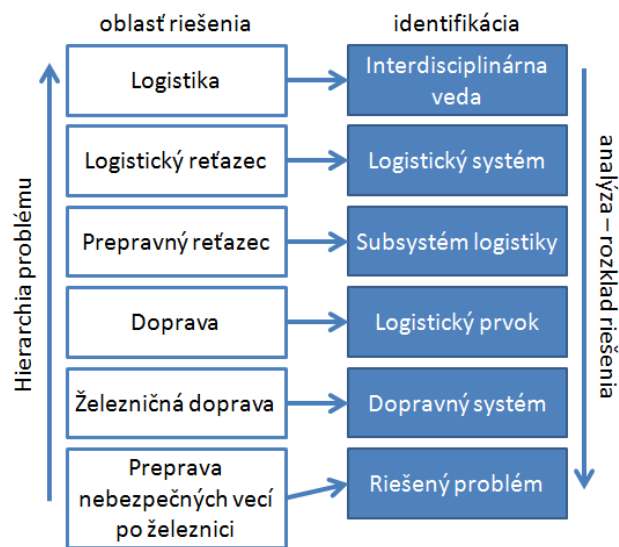 oblasť riešenia
identifikácia
Hierarchia problému
Logistika
Interdisciplinárna
veda
Logistický reťazec
Logistický systém
Prepravný reťazec
Subsystém logistiky
Doprava
Logistický prvok
Železničná doprava
Dopravný systém
Preprava
nebezpečných vecí
po železnici
Riešený problém
analýza – rozklad riešenia